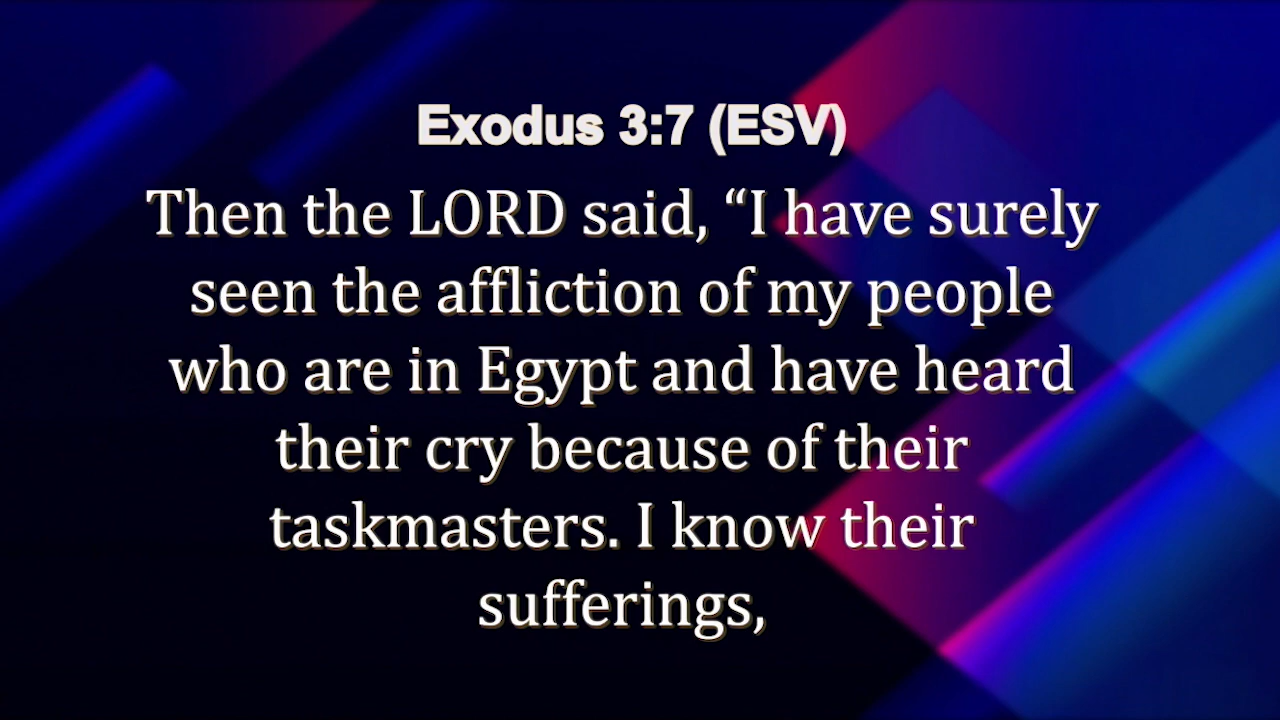 Exodus 3:7 (ESV)
Then the LORD said, “I have surely
seen the affliction of my people
who are in Egypt and have heard
their cry because of their
taskmasters. I know their
sufferings,